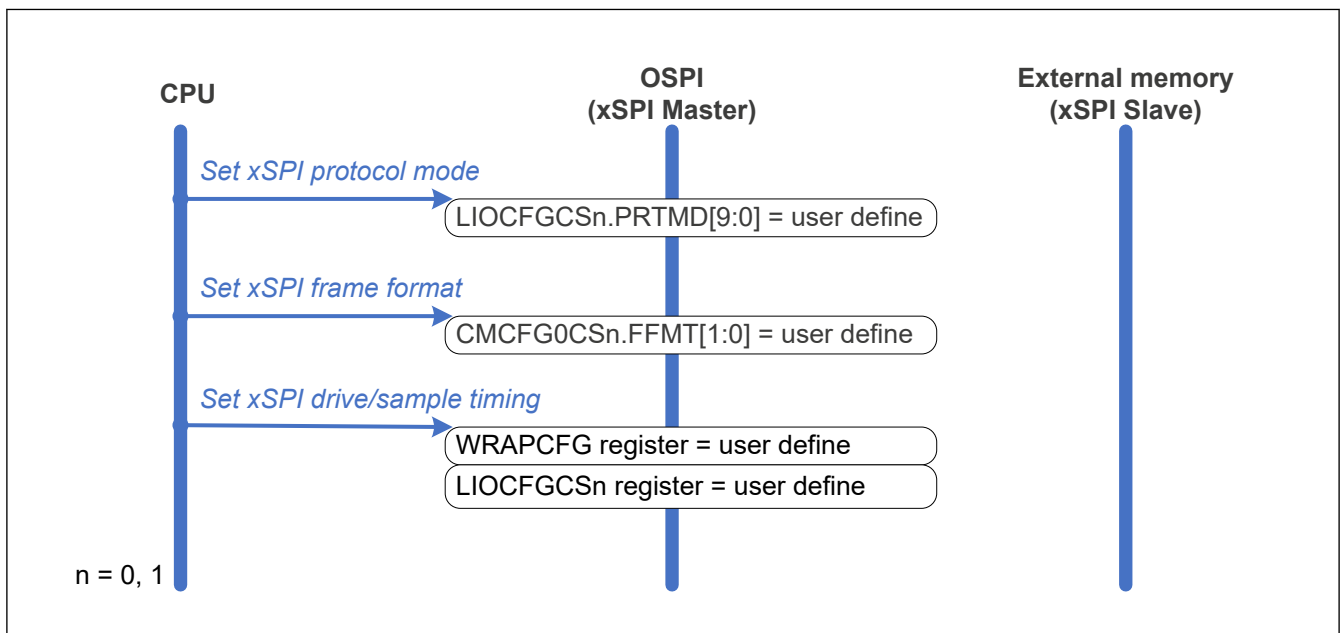 CPU
OSPI
(xSPI Master)
External memory
(xSPI Slave)
Set xSPI protocol mode
LIOCFGCSn.PRTMD[9:0] = user define
Set xSPI frame format
CMCFG0CSn.FFMT[1:0] = user define
Set xSPI drive/sample timing
WRAPCFG register = user define
LIOCFGCSn register = user define
n = 0, 1